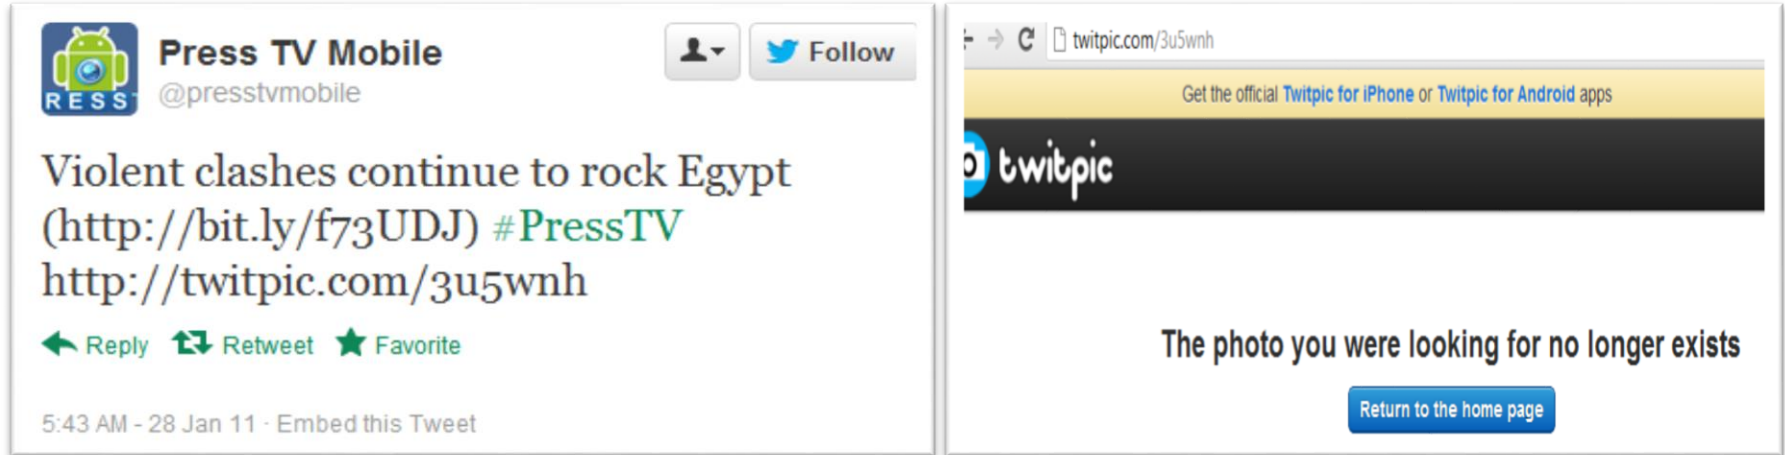 Press TV Mobile
@presstvmobile
Follow
RESS
Violent clashes continue to rock Egypt
(http://bit.ly/f73UDJ) #PressTV
http://twitpic.com/3u5wnh
Reply Retweet Favorite
5:43 AM - 28 Jan 11 · Embed this Tweet
twitpic.com/3u5wnh
Get the official Twitpic for iPhone or Twitpic for Android apps
twitpic
The photo you were looking for no longer exists
Return to the home page